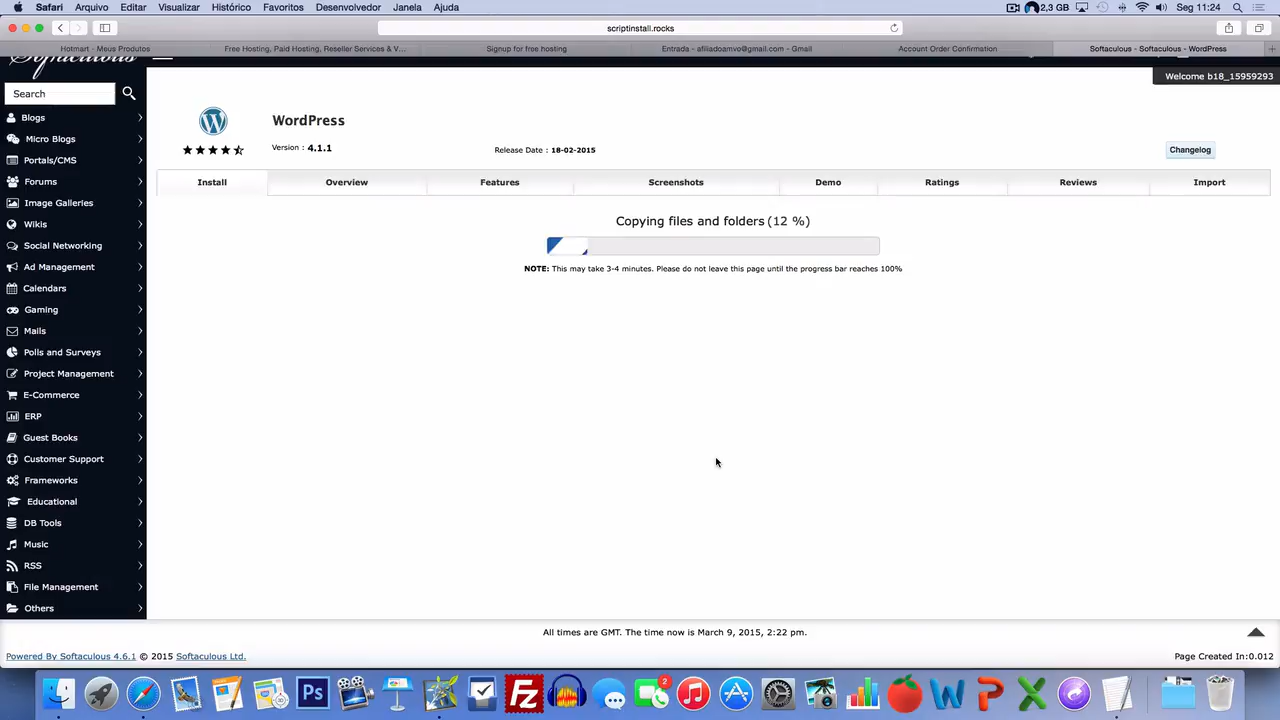 Safari Arquivo Editar Visualizar Histórico Favoritos Desenvolvedor Janela Ajuda 2,3 GB Seg 11:24
scriptinstall.rocks
Hotmart - Meus Produtos Free Hosting, Paid Hosting, Reseller Services & V... Signup for free hosting Entrada - afiliadoamvo@gmail.com - Gmail Account Order Confirmation Softaculous - Softaculous - WordPress
Softaculous
Welcome b18_15959293
Search
Blogs
Micro Blogs
Portals/CMS
Forums
Image Galleries
Wikis
Social Networking
Ad Management
Calendars
Gaming
Mails
Polls and Surveys
Project Management
E-Commerce
ERP
Guest Books
Customer Support
Frameworks
Educational
DB Tools
Music
RSS
File Management
Others
WordPress
Version : 4.1.1
Release Date : 18-02-2015
Changelog
Install Overview Features Screenshots Demo Ratings Reviews Import
Copying files and folders (12 %)
NOTE: This may take 3-4 minutes. Please do not leave this page until the progress bar reaches 100%
All times are GMT. The time now is March 9, 2015, 2:22 pm.
Powered By Softaculous 4.6.1 © 2015 Softaculous Ltd.
Page Created In:0.012
Ps
Fz
2